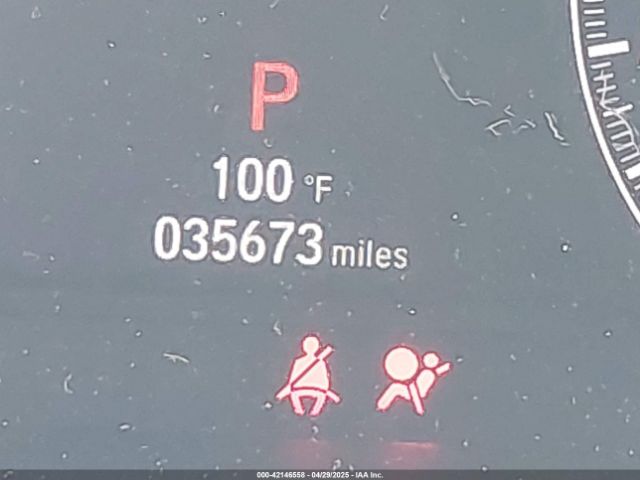 P
100 °F
035673 miles
000-42146558 - 04/29/2025 - IAA Inc.